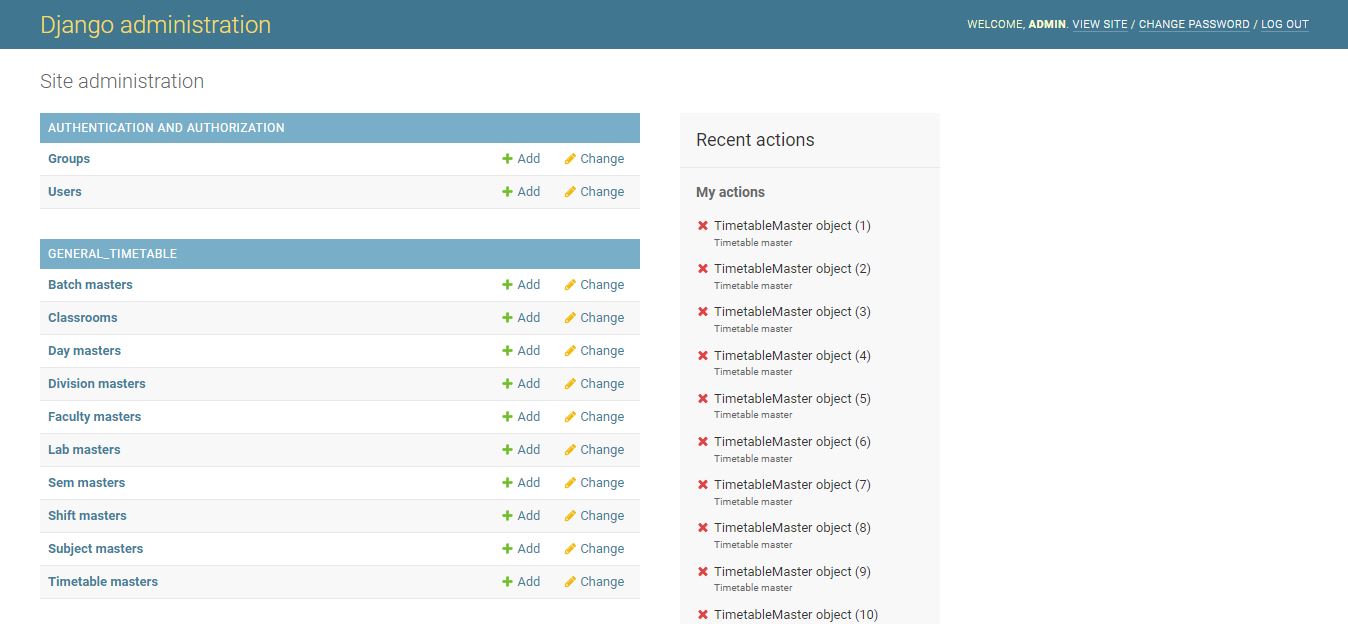 Django administration
WELCOME, ADMIN. VIEW SITE / CHANGE PASSWORD / LOG OUT
Site administration
AUTHENTICATION AND AUTHORIZATION
Groups Add Change
Users Add Change
GENERAL_TIMETABLE
Batch masters Add Change
Classrooms Add Change
Day masters Add Change
Division masters Add Change
Faculty masters Add Change
Lab masters Add Change
Sem masters Add Change
Shift masters Add Change
Subject masters Add Change
Timetable masters Add Change
Recent actions
My actions
TimetableMaster object (1)
Timetable master
TimetableMaster object (2)
Timetable master
TimetableMaster object (3)
Timetable master
TimetableMaster object (4)
Timetable master
TimetableMaster object (5)
Timetable master
TimetableMaster object (6)
Timetable master
TimetableMaster object (7)
Timetable master
TimetableMaster object (8)
Timetable master
TimetableMaster object (9)
Timetable master
TimetableMaster object (10)